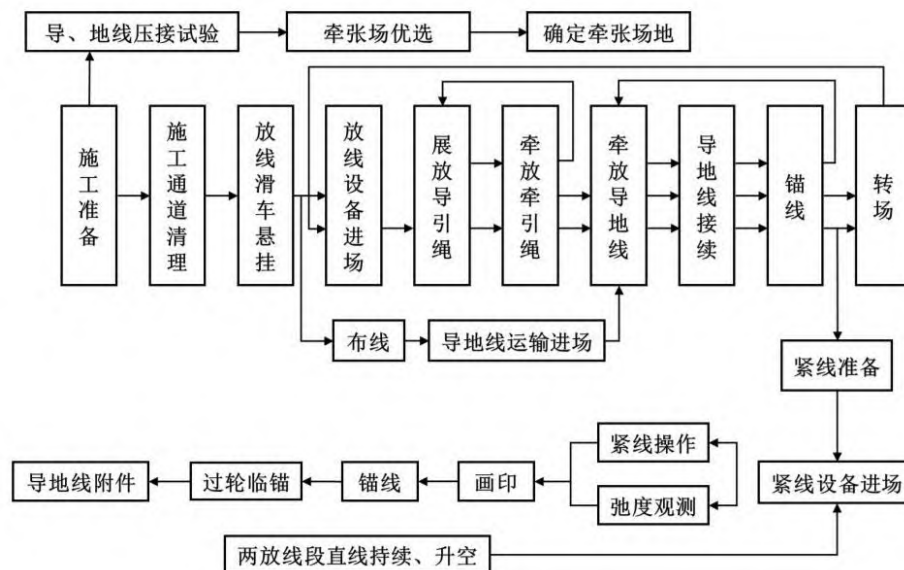 导、地线压接试验
牵张场优选
确定牵张场地
施工准备
施工通道清理
放线滑车悬挂
放线设备进场
展放导引绳
牵放牵引绳
牵放导地线
导地线接续
锚线
转场
布线
导地线运输进场
紧线准备
紧线操作
导地线附件
过轮临锚
锚线
画印
紧线设备进场
弛度观测
两放线段直线持续、升空